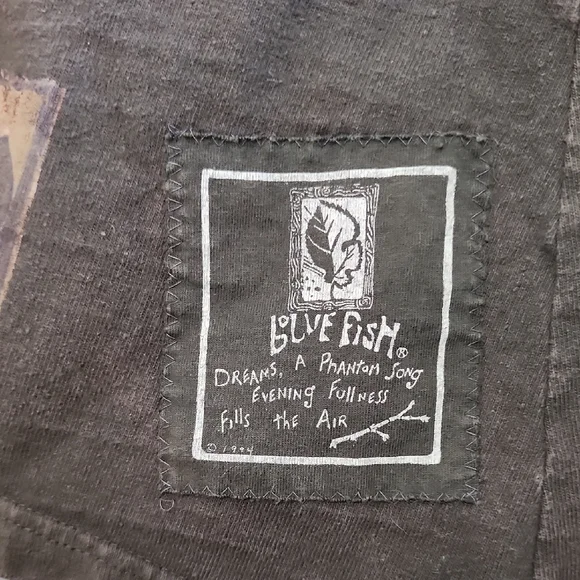 BLUE FISH®
DREAMS, A PHANTOM SONG
EVENING FULLNESS
fills the AIR
© 1994